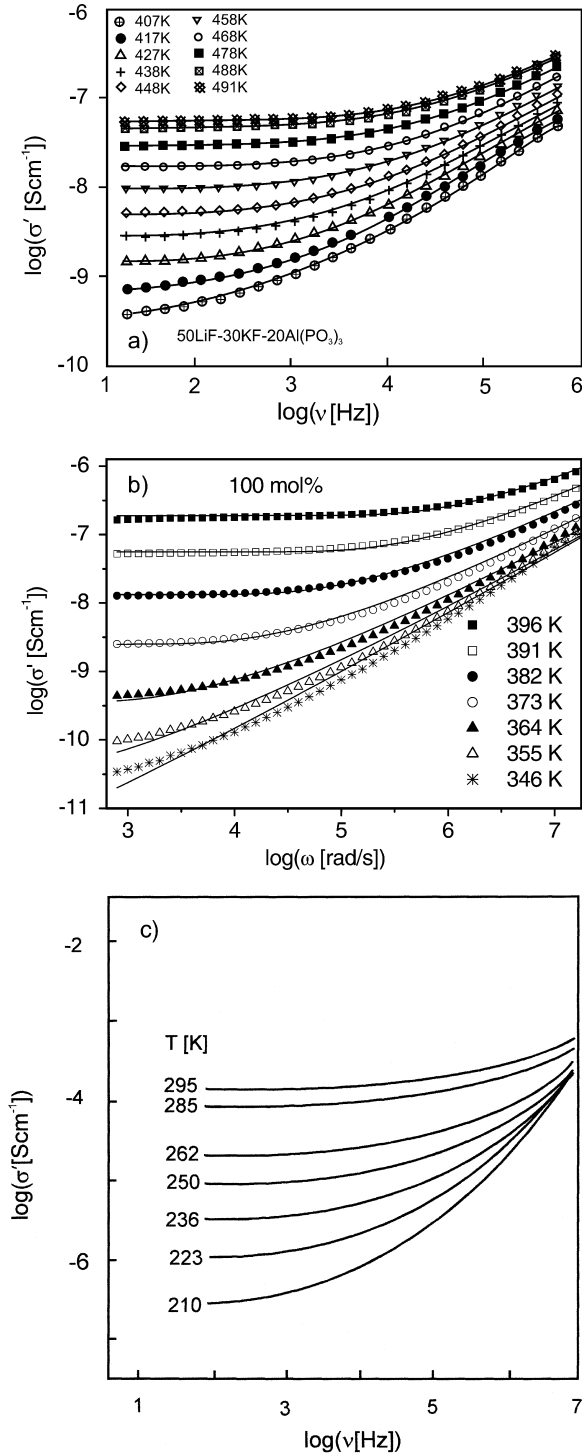 -6
-7
-8
-9
-10
log(σ′ [Scm⁻¹])
407K 458K
417K 468K
427K 478K
438K 488K
448K 491K
a) 50LiF-30KF-20Al(PO₃)₃
1 2 3 4 5 6
log(ν [Hz])
-6
-7
-8
-9
-10
-11
log(σ' [Scm⁻¹])
b) 100 mol%
396 K
391 K
382 K
373 K
364 K
355 K
346 K
3 4 5 6 7
log(ω [rad/s])
c)
-2
-4
-6
log(σ'[Scm⁻¹])
T [K]
295
285
262
250
236
223
210
1 3 5 7
log(ν[Hz])